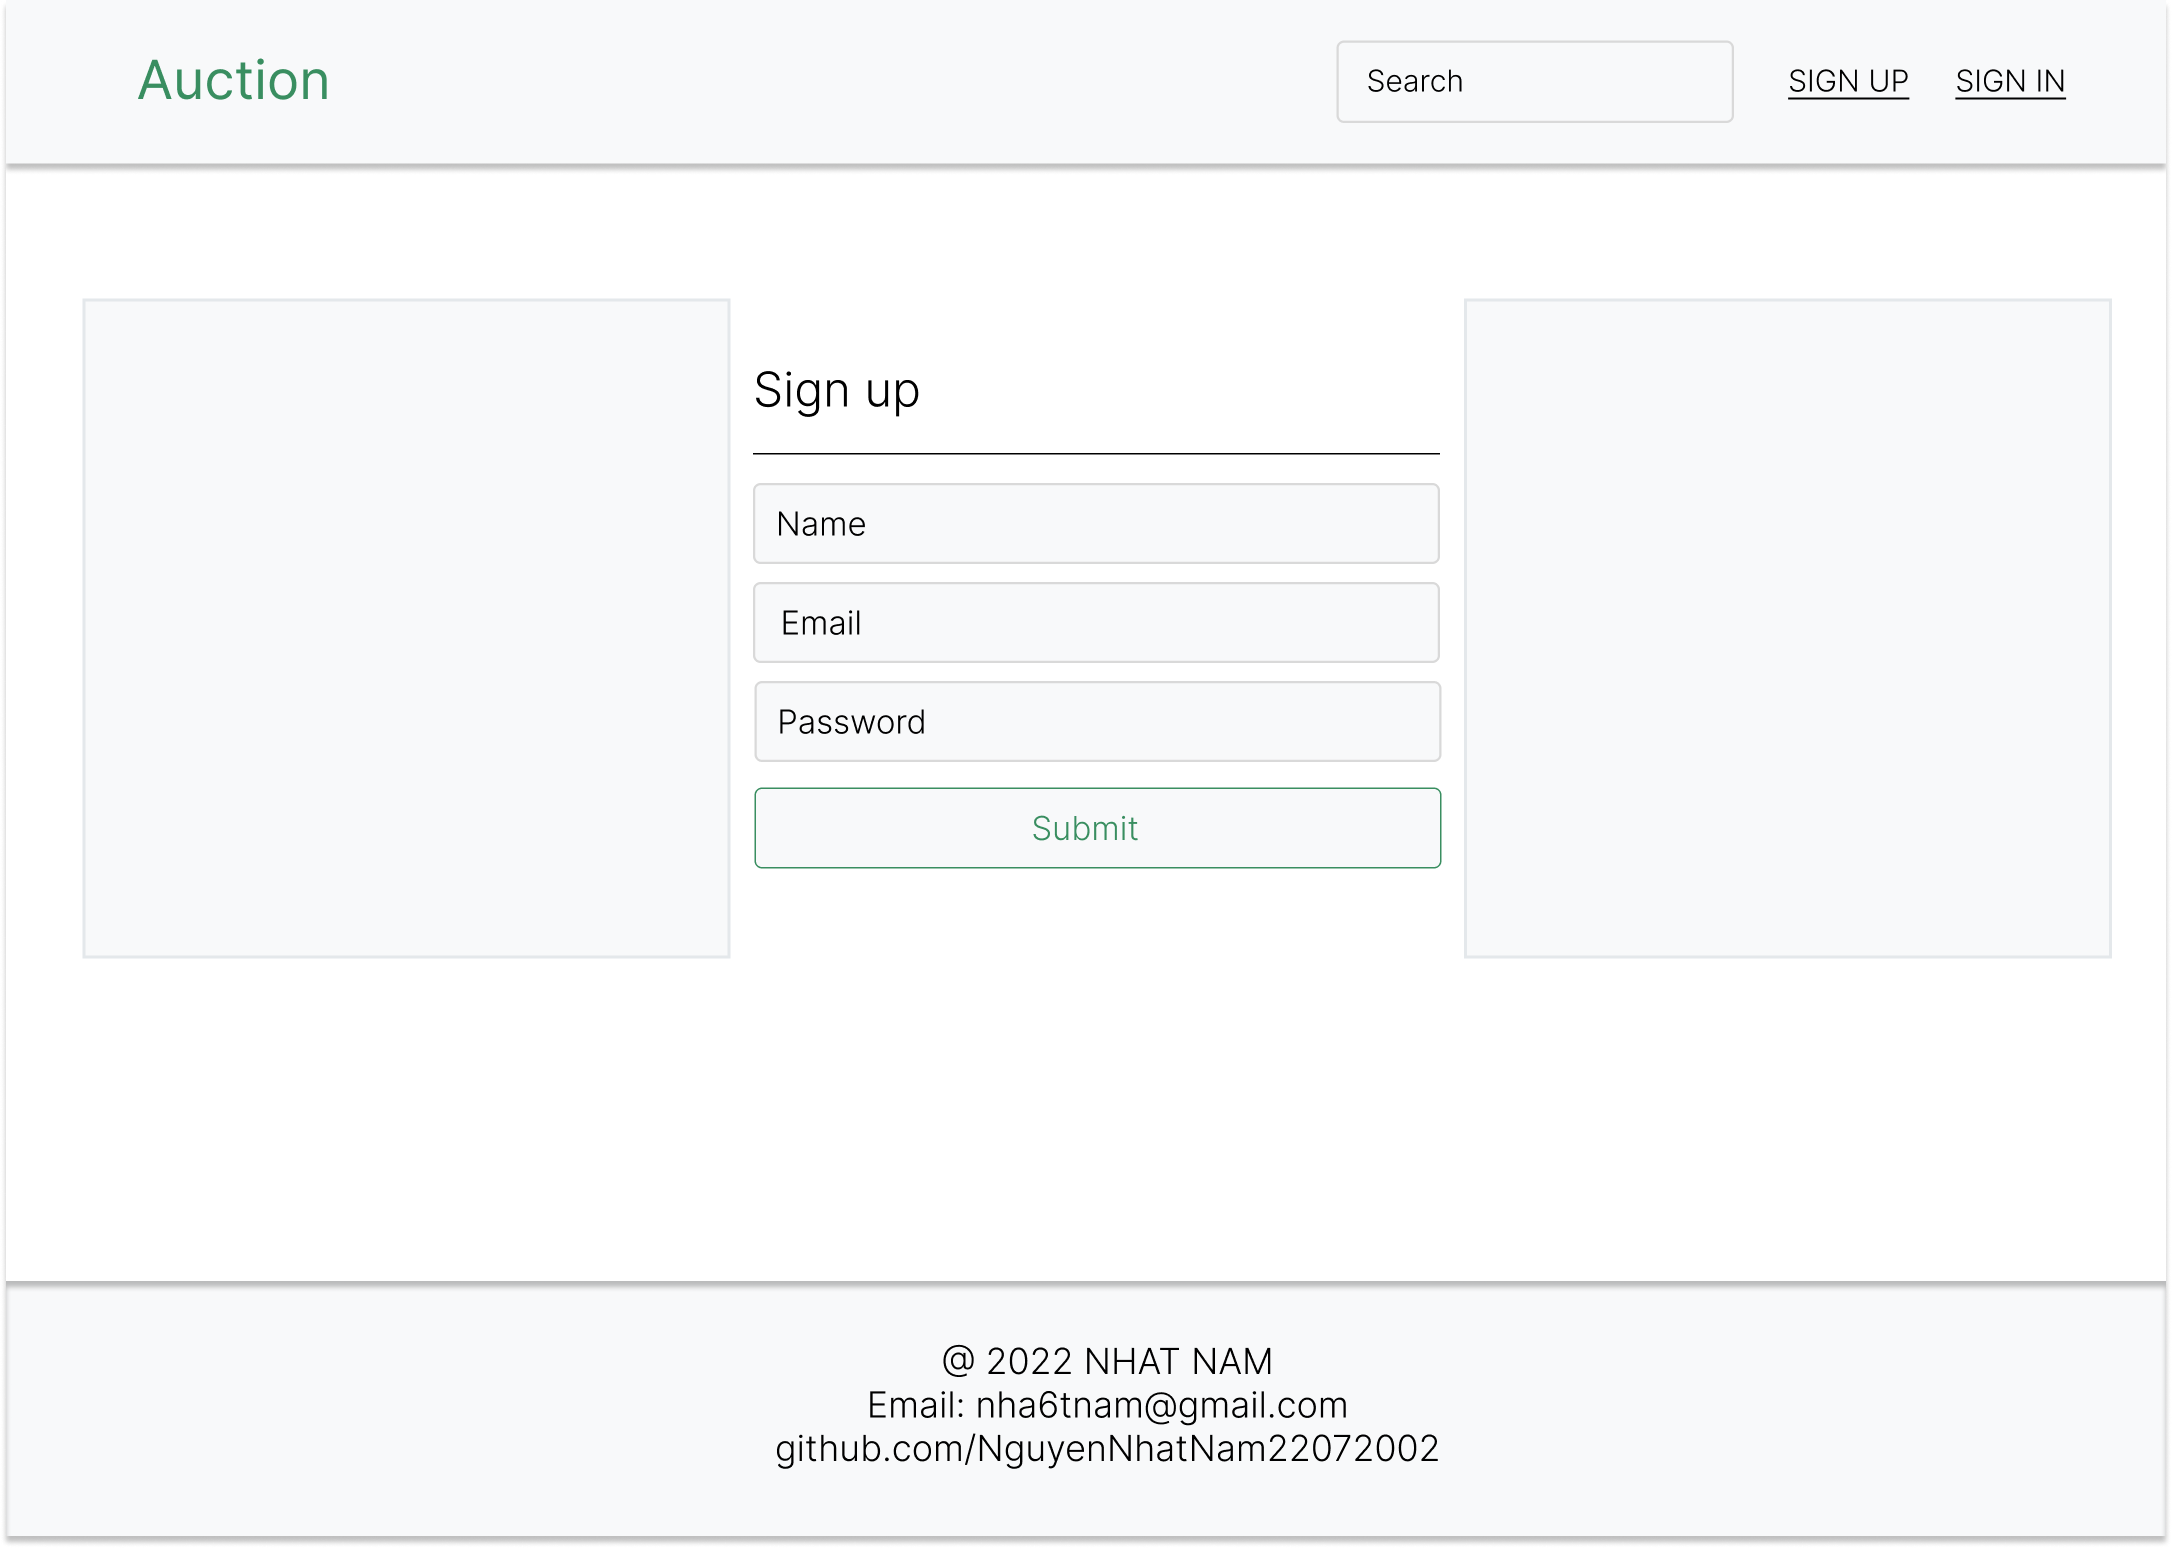 Auction
Search
SIGN UP
SIGN IN
Sign up
Name
Email
Password
Submit
@ 2022 NHAT NAM
Email: nha6tnam@gmail.com
github.com/NguyenNhatNam22072002